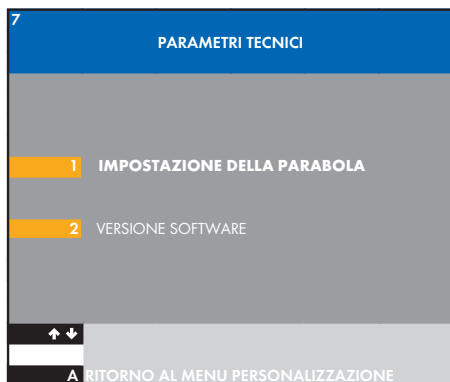 7
PARAMETRI TECNICI
1 IMPOSTAZIONE DELLA PARABOLA
2 VERSIONE SOFTWARE
A RITORNO AL MENU PERSONALIZZAZIONE